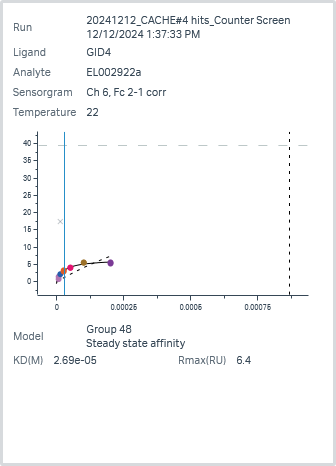 Run 20241212_CACHE#4 hits_Counter Screen
12/12/2024 1:37:33 PM
Ligand GID4
Analyte EL002922a
Sensorgram Ch 6, Fc 2-1 corr
Temperature 22
40
35
30
25
20
15
10
5
0
0 0.00025 0.0005 0.00075
Model Group 48
Steady state affinity
KD(M) 2.69e-05 Rmax(RU) 6.4